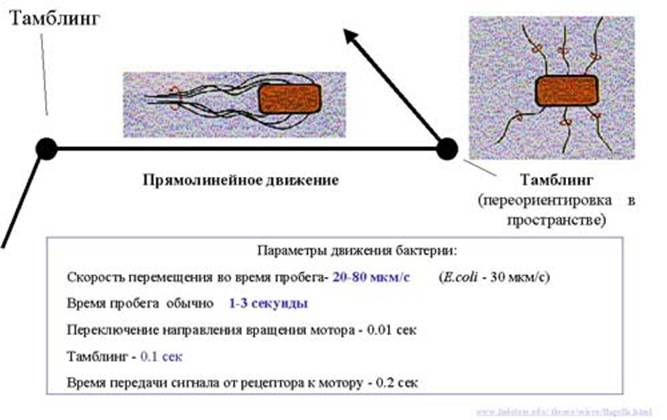 Тамблинг
Прямолинейное движение
Тамблинг
(переориентировка в
пространстве)
Параметры движения бактерии:
Скорость перемещения во время пробега- 20-80 мкм/с (E.coli - 30 мкм/с)
Время пробега обычно 1-3 секунды
Переключение направления вращения мотора - 0.01 сек
Тамблинг - 0.1 сек
Время передачи сигнала от рецептора к мотору - 0.2 сек